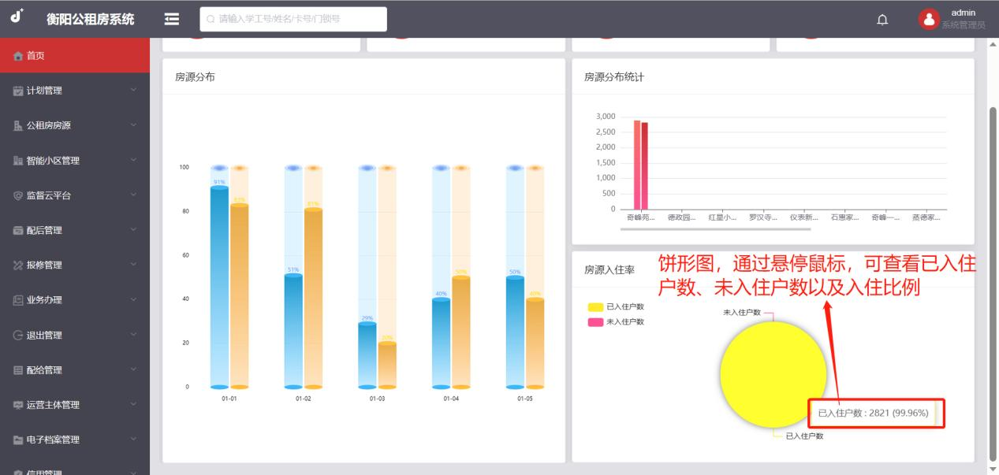 衡阳公租房系统
请输入学工号/姓名/卡号/门锁号
admin
系统管理员
首页
计划管理
公租房房源
智能小区管理
监督云平台
配后管理
报修管理
业务办理
退出管理
配给管理
运营主体管理
电子档案管理
信用管理
房源分布
100
80
60
40
20
0
91%
83%
51%
81%
29%
20%
40%
50%
50%
40%
01-01
01-02
01-03
01-04
01-05
房源分布统计
3,000
2,500
2,000
1,500
1,000
500
0
奇峰苑...
德政园...
红星小...
罗汉寺...
仪表新...
石惠家...
奇峰一...
蒸德家...
房源入住率
饼形图，通过悬停鼠标，可查看已入住
户数、未入住户数以及入住比例
已入住户数
未入住户数
未入住户数
已入住户数 : 2821 (99.96%)
已入住户数